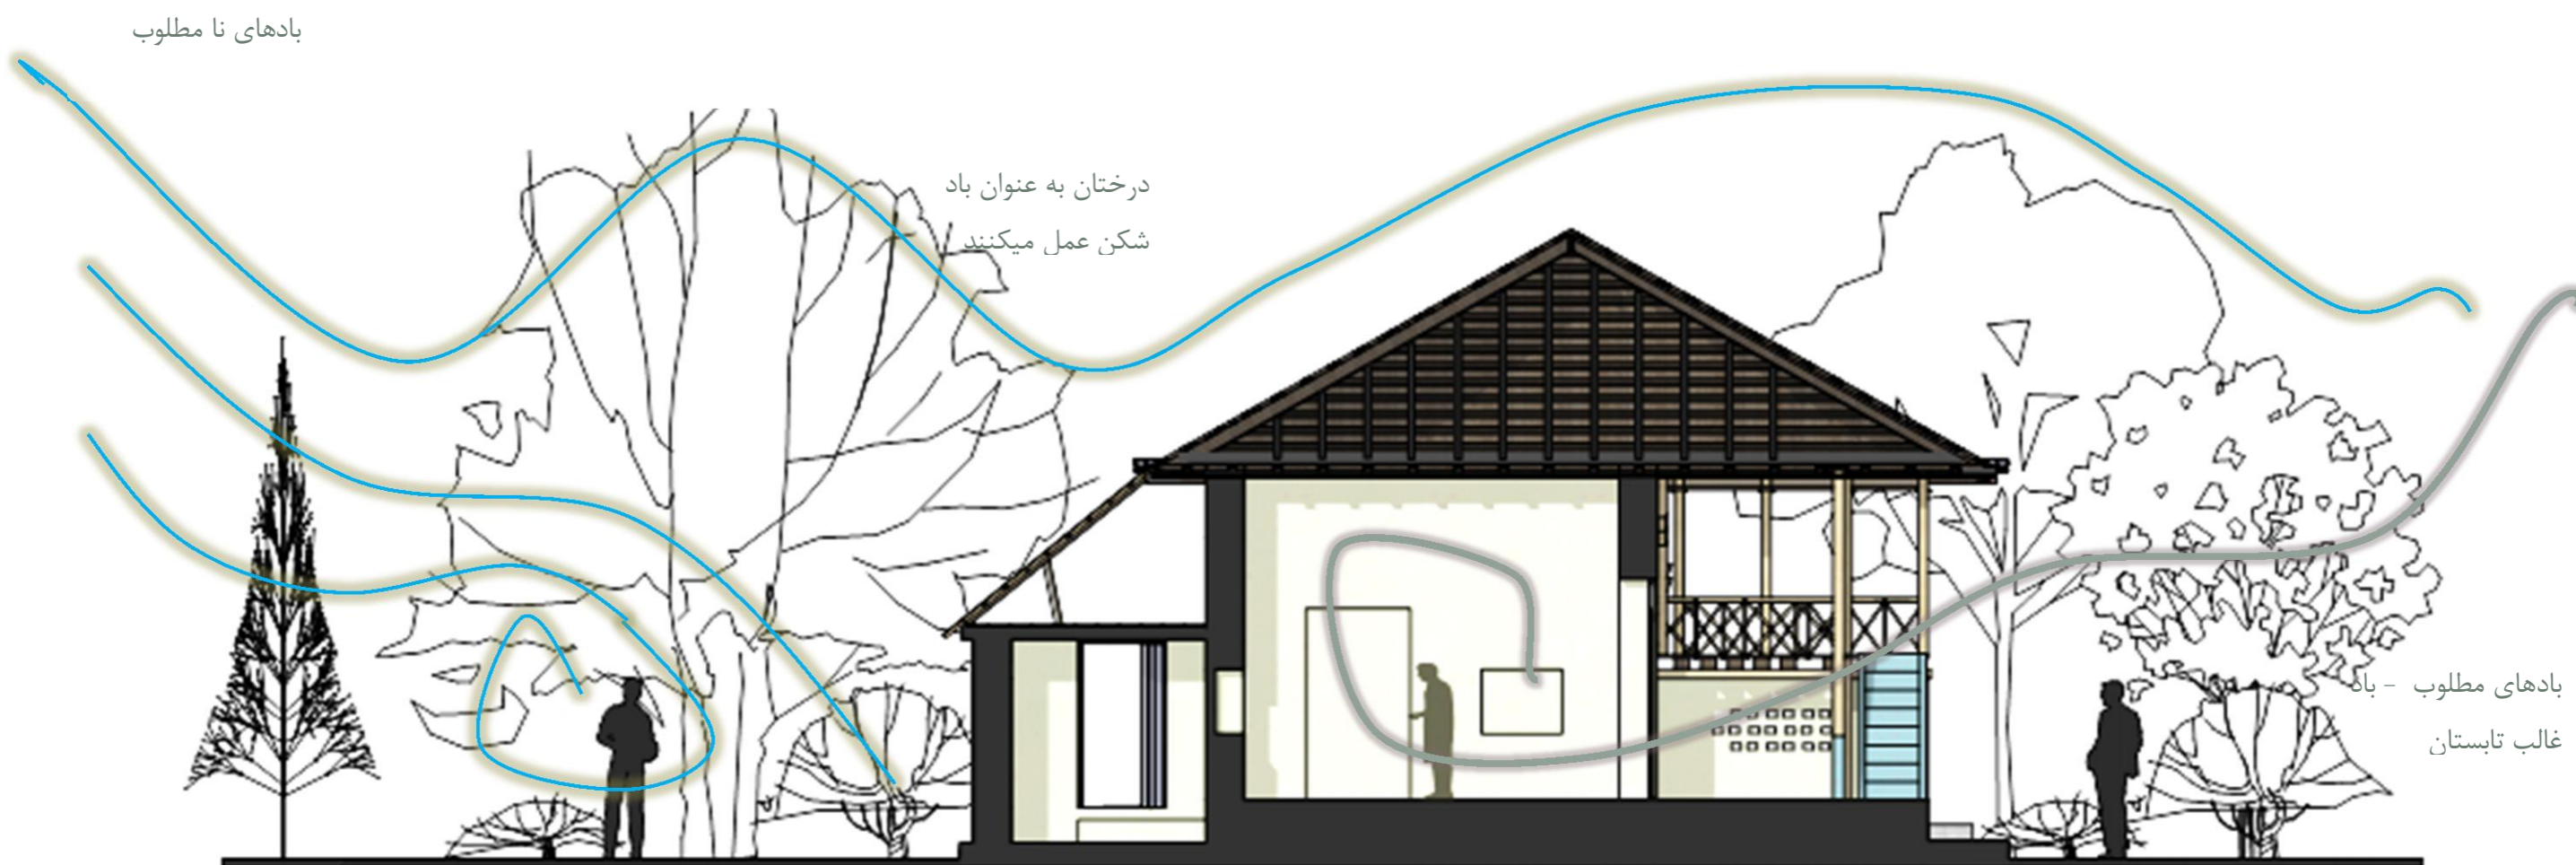 بادهای نا مطلوب
درختان به عنوان باد
شکن عمل میکنند
بادهای مطلوب - باد
غالب تابستان